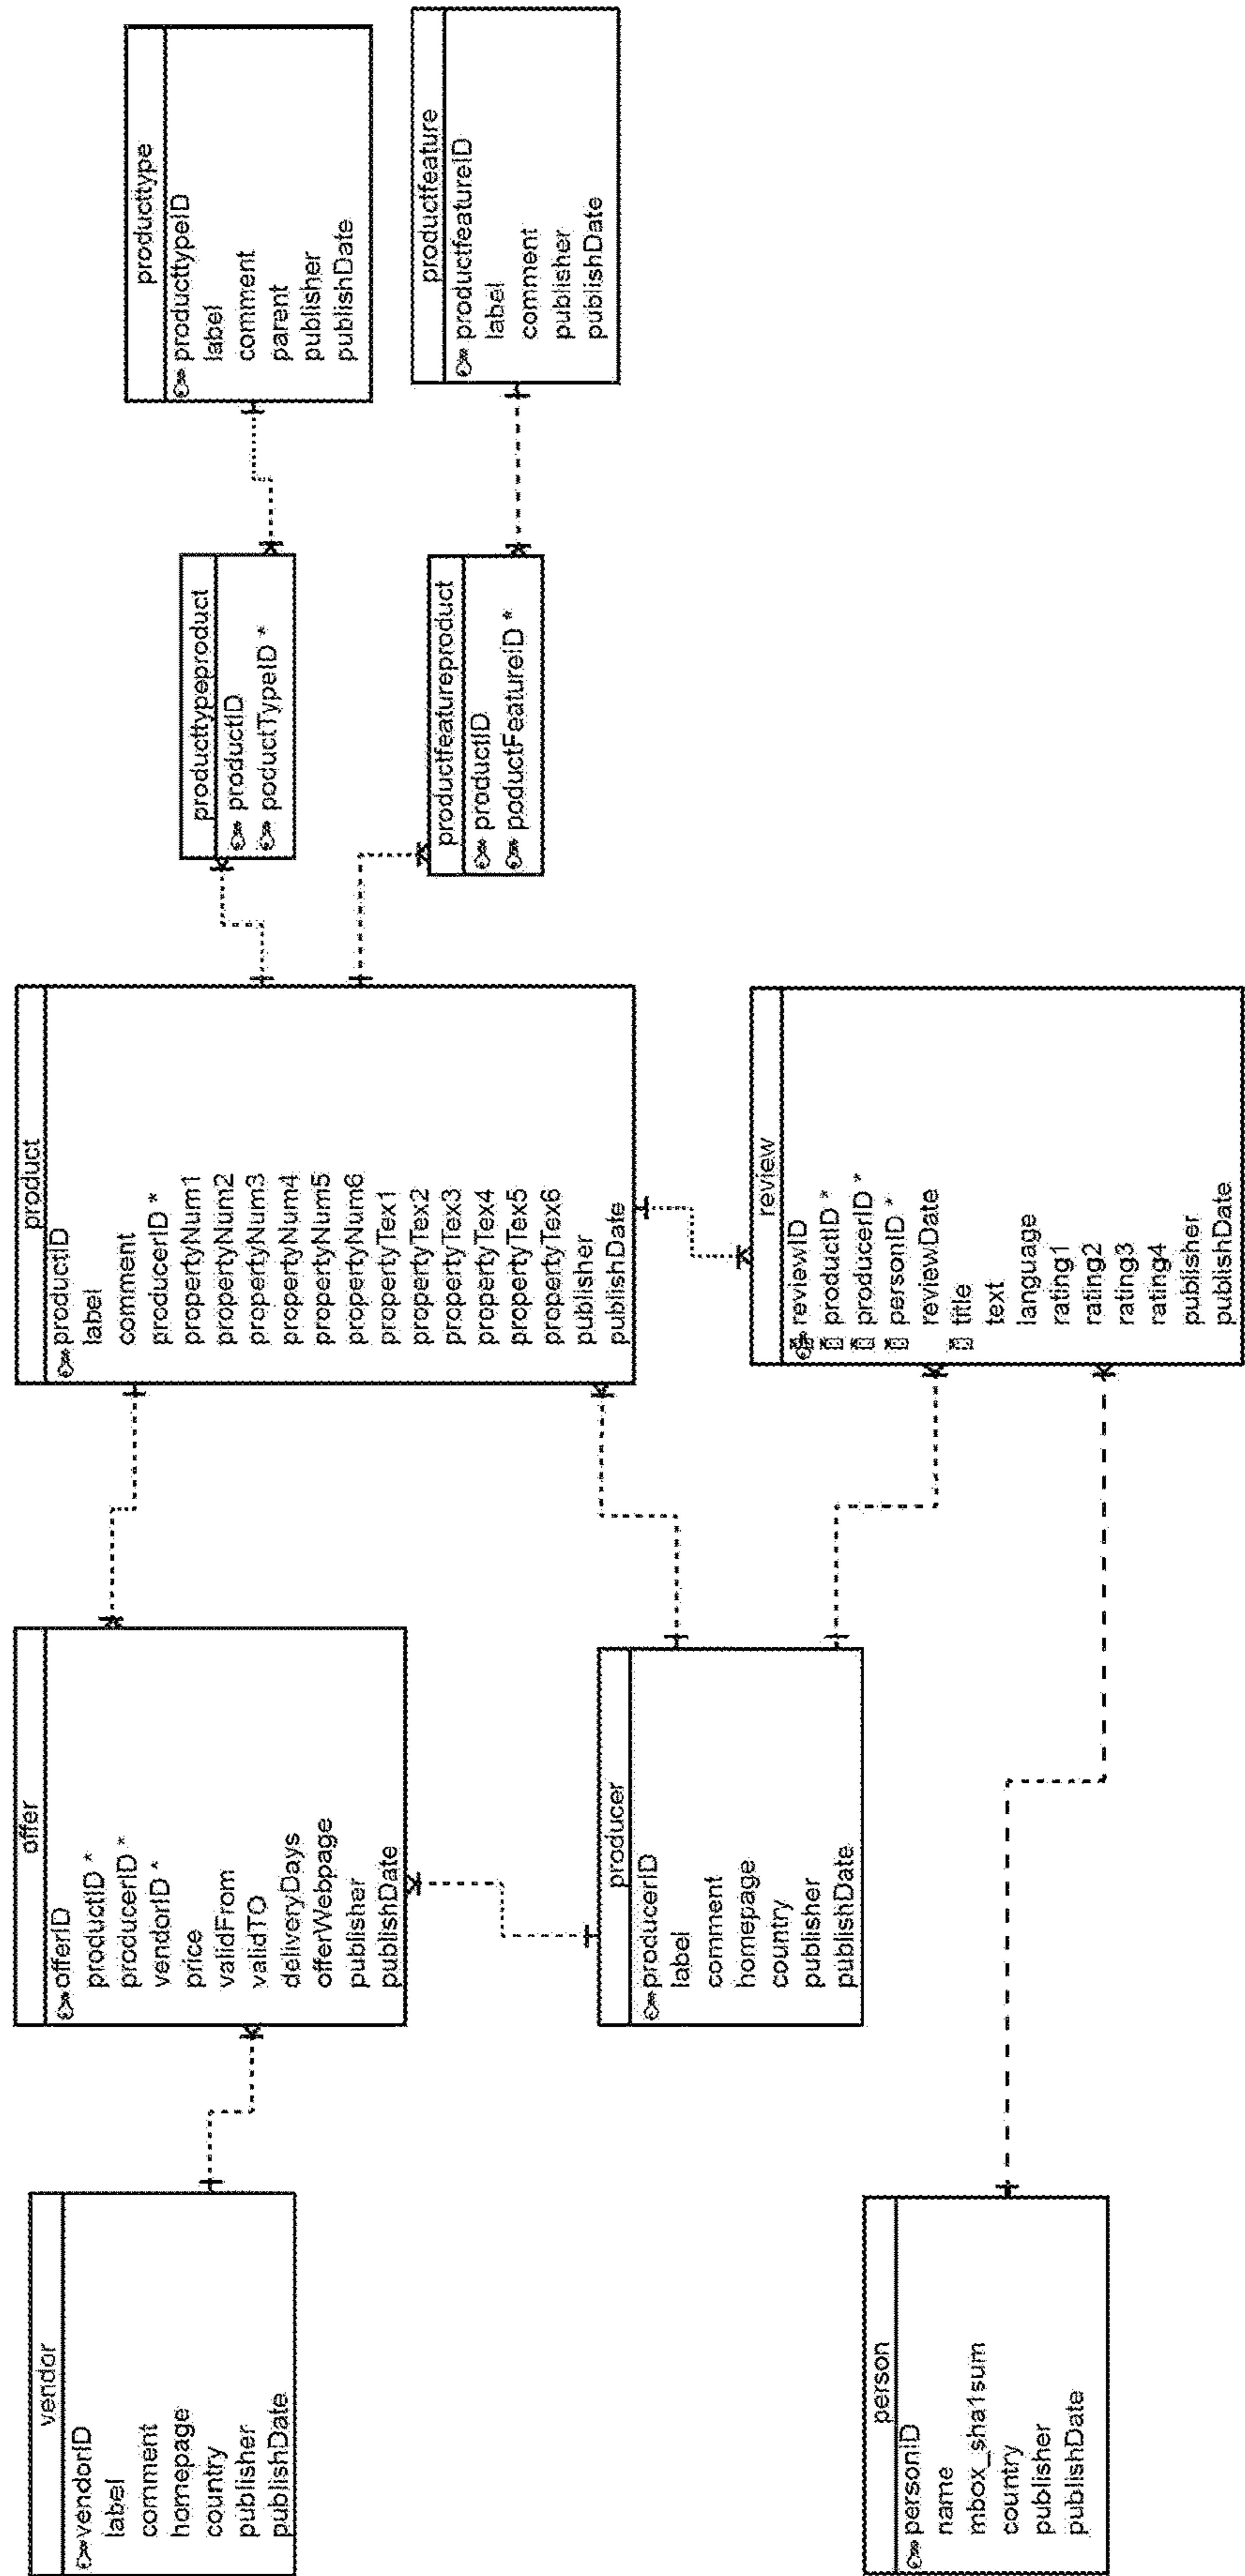 vendor
vendorID
label
comment
homepage
country
publisher
publishDate
offer
offerID
productID *
producerID *
vendorID *
price
validFrom
validTO
deliveryDays
offerWebpage
publisher
publishDate
product
productID
label
comment
producerID *
propertyNum1
propertyNum2
propertyNum3
propertyNum4
propertyNum5
propertyNum6
propertyTex1
propertyTex2
propertyTex3
propertyTex4
propertyTex5
propertyTex6
publisher
publishDate
producttypeproduct
productID
poductTypeID *
producttype
producttypeID
label
comment
parent
publisher
publishDate
productfeatureproduct
productID
poductFeatureID *
productfeature
productfeatureID
label
comment
publisher
publishDate
producer
producerID
label
comment
homepage
country
publisher
publishDate
person
personID
name
mbox_sha1sum
country
publisher
publishDate
review
reviewID
productID *
producerID *
personID *
reviewDate
title
text
language
rating1
rating2
rating3
rating4
publisher
publishDate